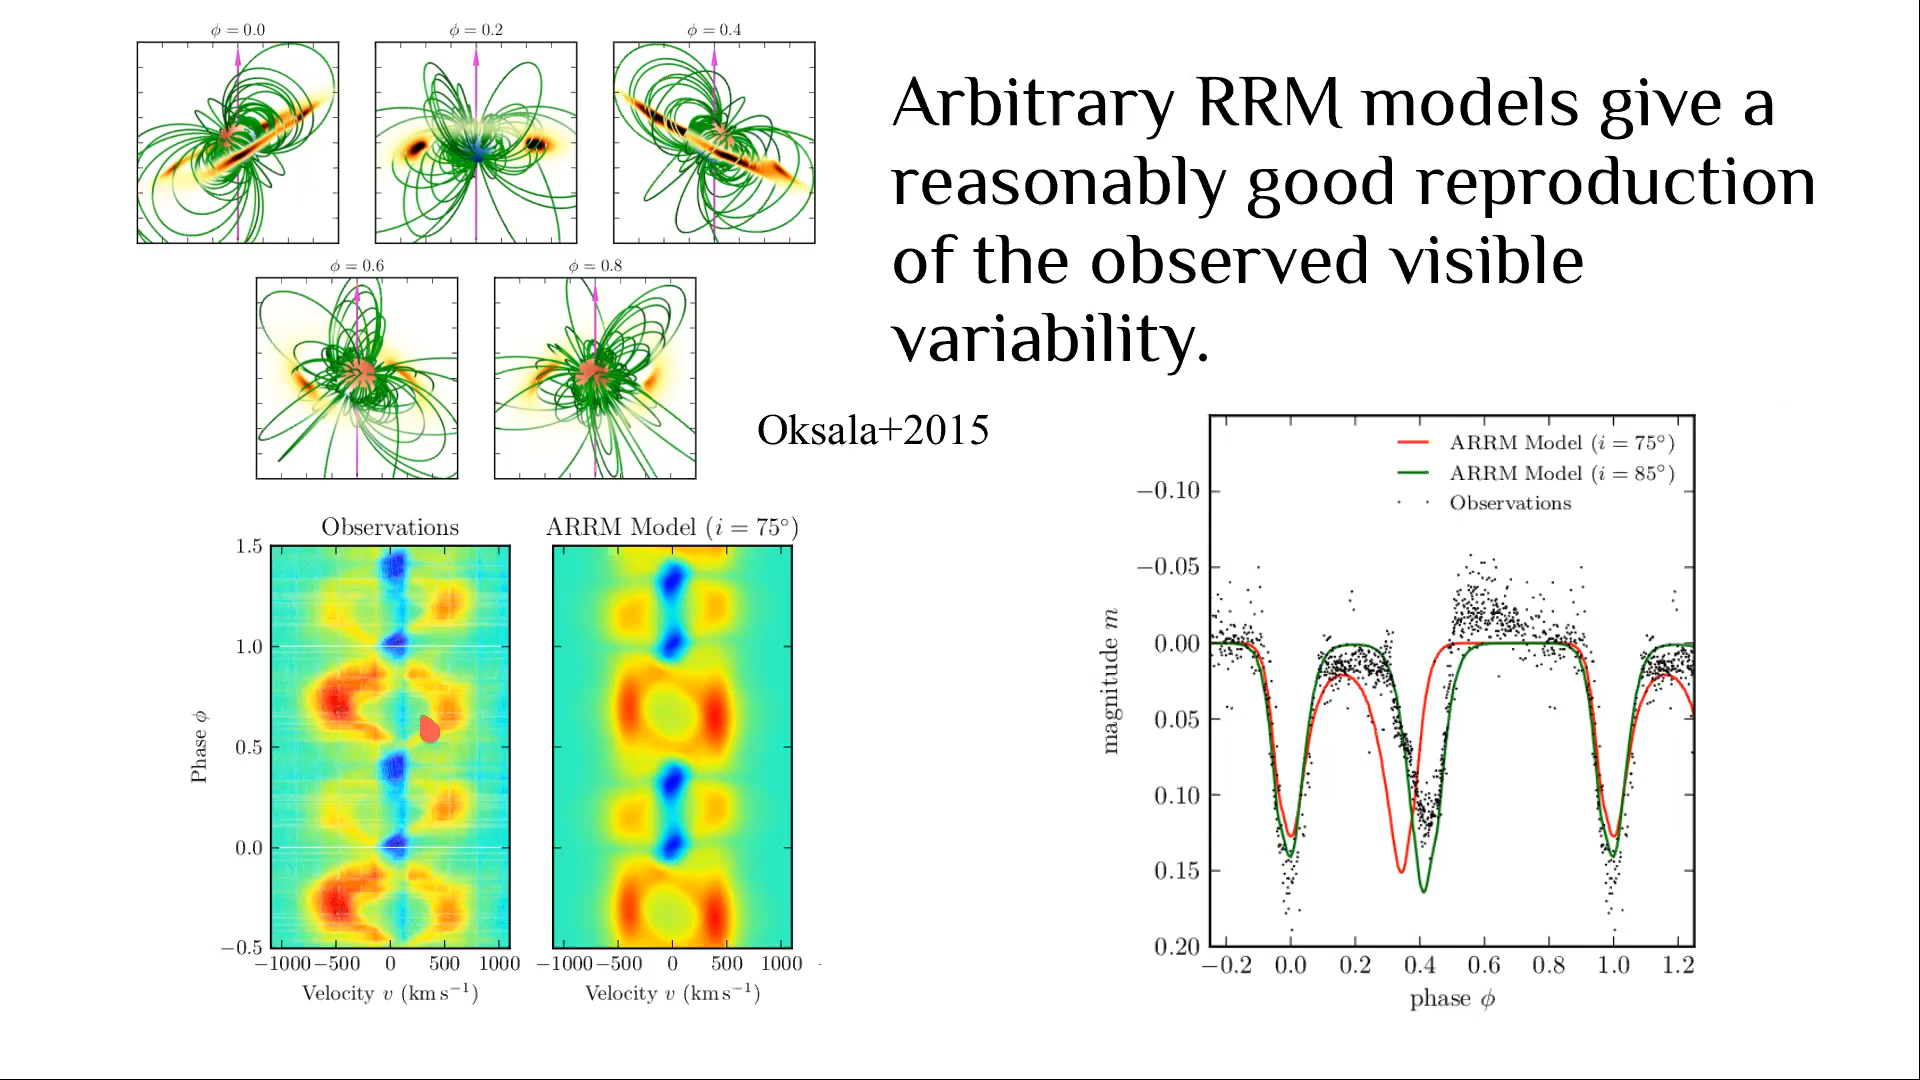 ϕ = 0.0
ϕ = 0.2
ϕ = 0.4
ϕ = 0.6
ϕ = 0.8
Arbitrary RRM models give a
reasonably good reproduction
of the observed visible
variability.
Oksala+2015
Observations
ARRM Model (i = 75°)
1.5
1.0
0.5
0.0
−0.5
Phase ϕ
−1000 −500 0 500 1000
−1000 −500 0 500 1000
Velocity v (km s⁻¹)
Velocity v (km s⁻¹)
ARRM Model (i = 75°)
ARRM Model (i = 85°)
Observations
−0.10
−0.05
0.00
0.05
0.10
0.15
0.20
magnitude m
−0.2 0.0 0.2 0.4 0.6 0.8 1.0 1.2
phase ϕ